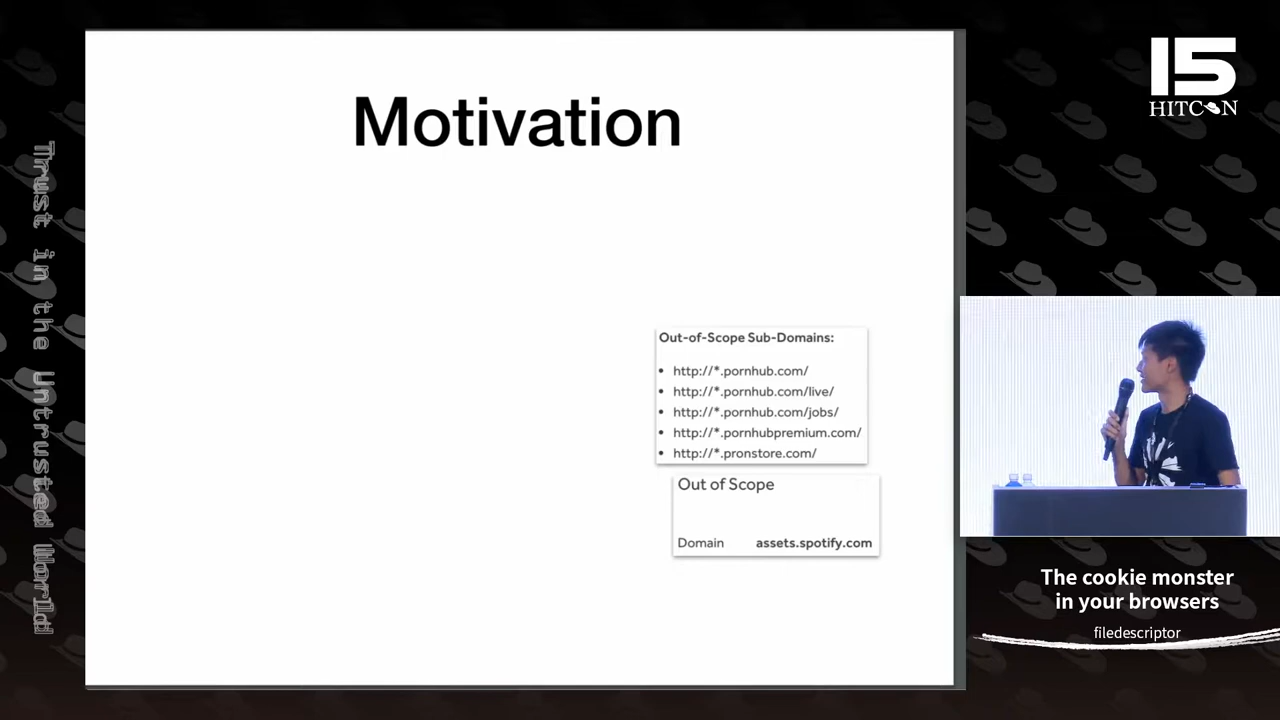 Motivation
Out-of-Scope Sub-Domains:
• http://*.pornhub.com/
• http://*.pornhub.com/live/
• http://*.pornhub.com/jobs/
• http://*.pornhubpremium.com/
• http://*.pronstore.com/
Out of Scope
Domain assets.spotify.com
15
HITCON
Trust in the Untrusted World
The cookie monster
in your browsers
filedescriptor